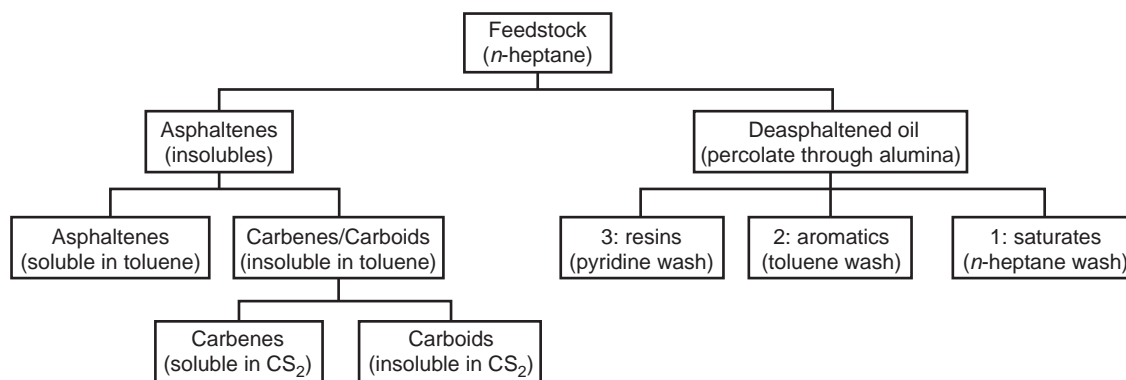 Feedstock
(n-heptane)
Asphaltenes
(insolubles)
Deasphaltened oil
(percolate through alumina)
Asphaltenes
(soluble in toluene)
Carbenes/Carboids
(insoluble in toluene)
3: resins
(pyridine wash)
2: aromatics
(toluene wash)
1: saturates
(n-heptane wash)
Carbenes
(soluble in CS₂)
Carboids
(insoluble in CS₂)